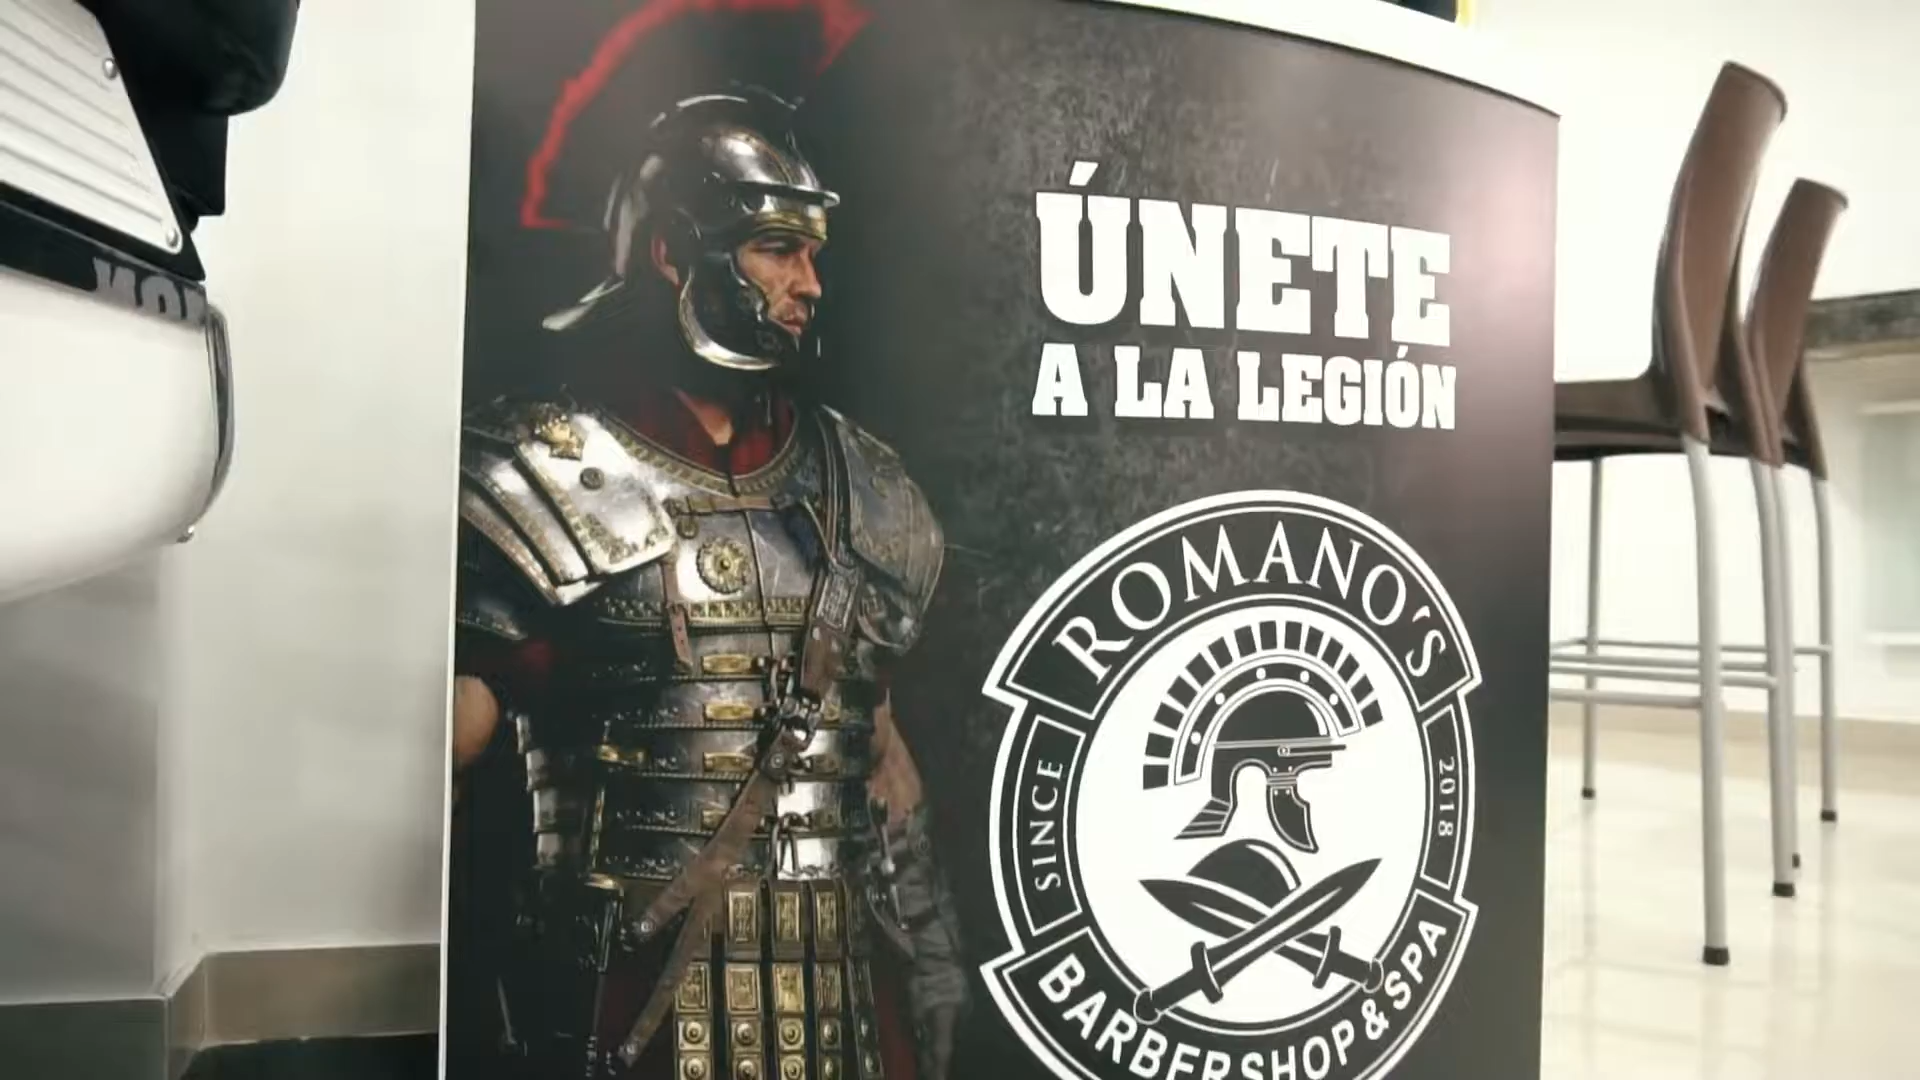 ÚNETE
A LA LEGIÓN
ROMANO'S
SINCE
2018
BARBERSHOP & SPA